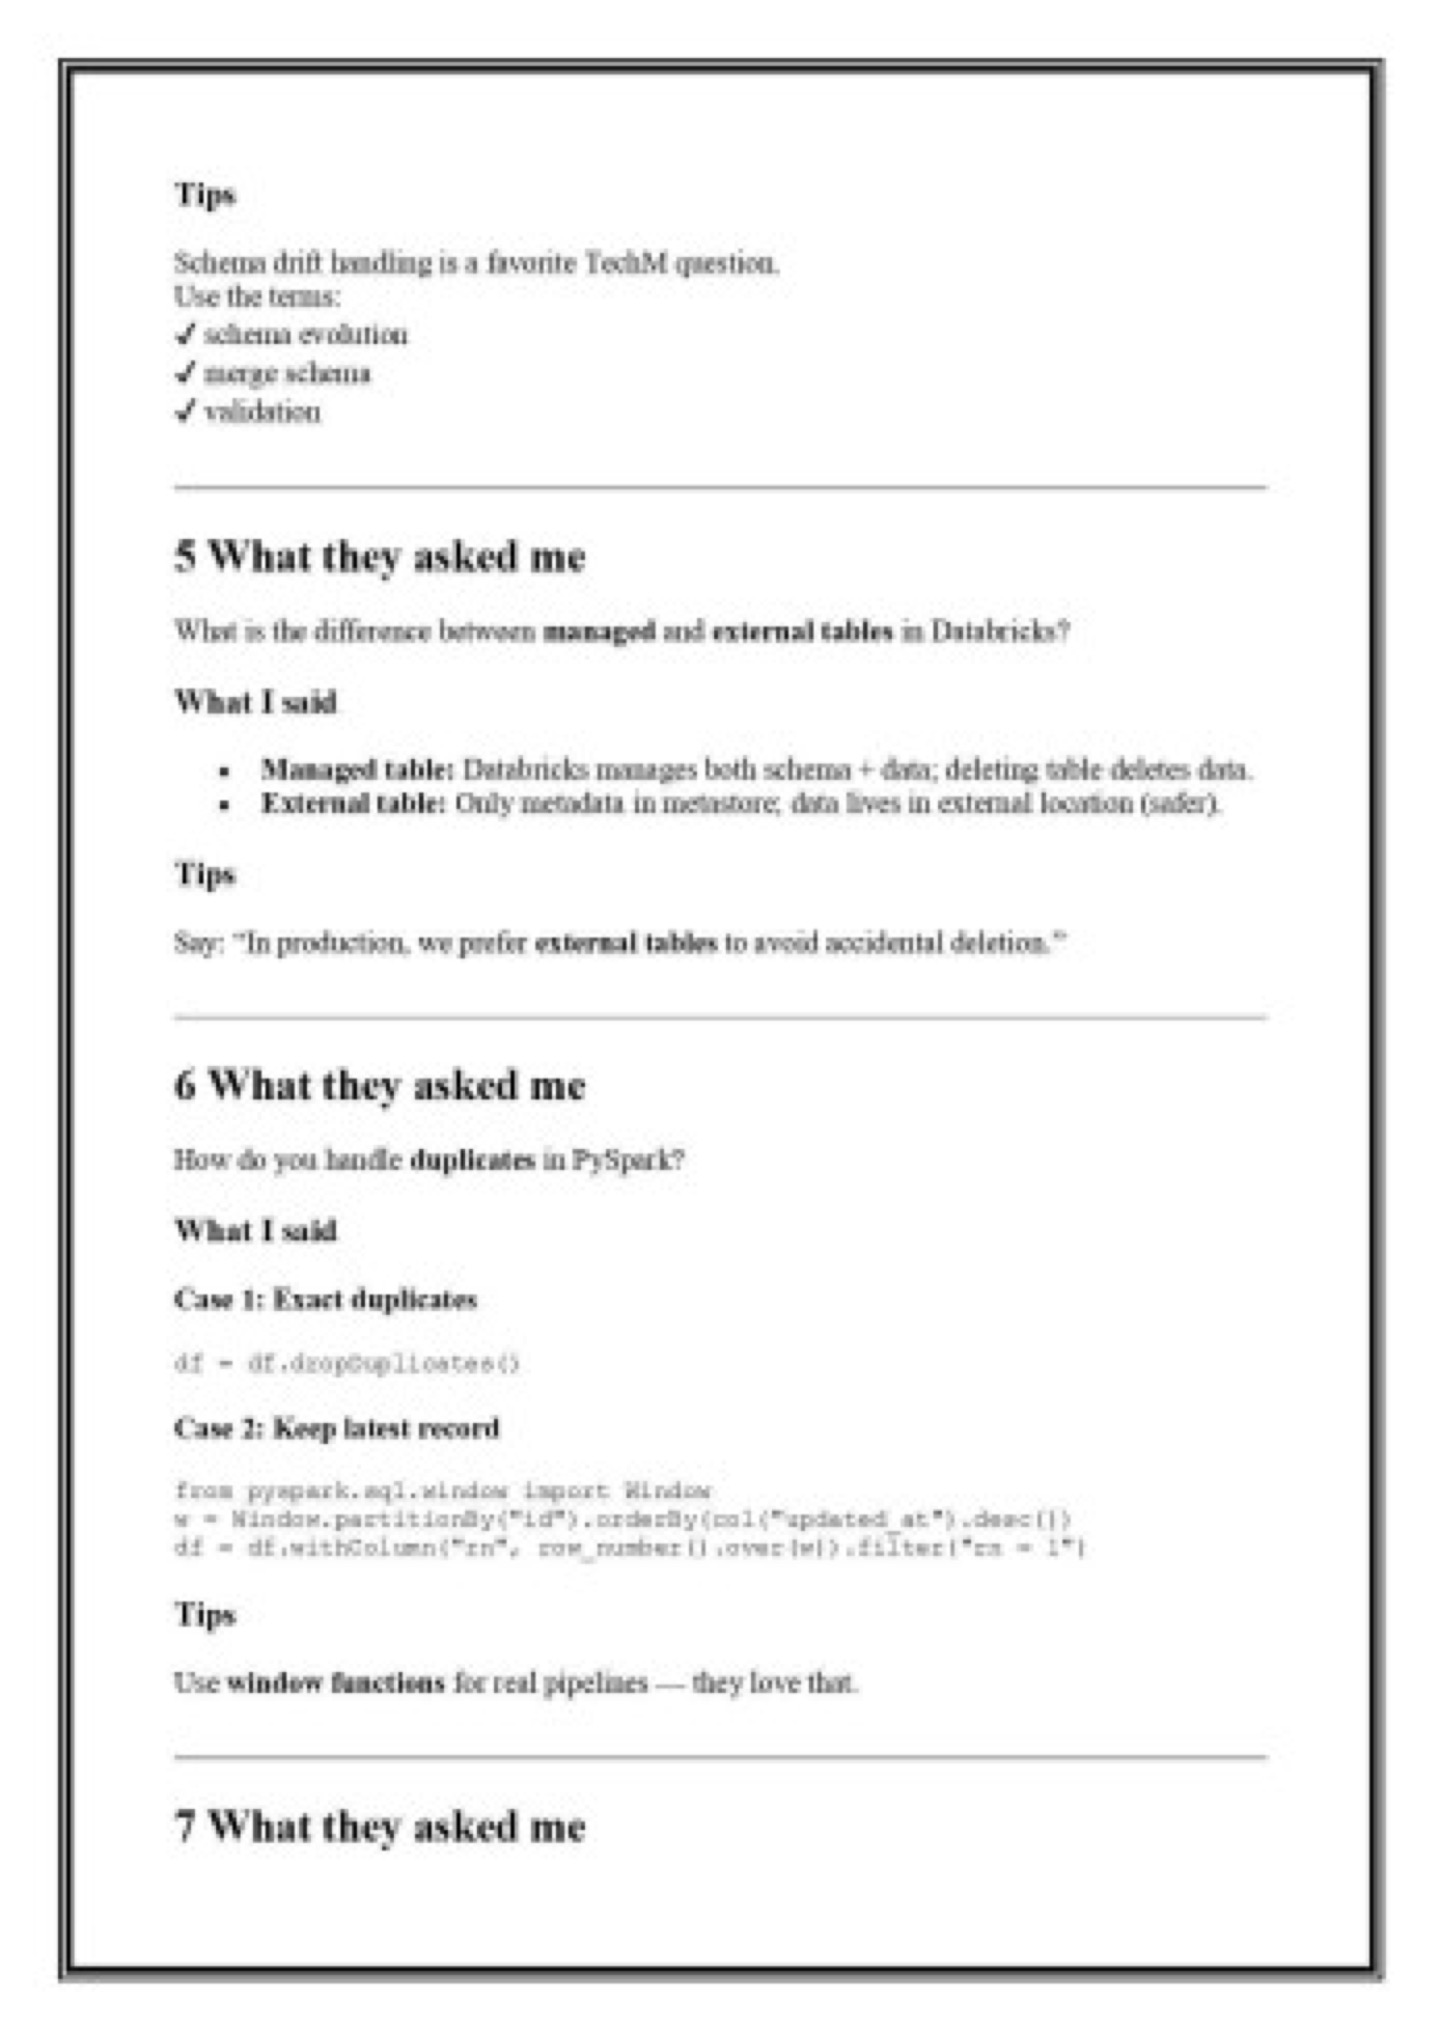 Tips
Schema drift handling is a favorite TechM question.
Use the terms:
✓ schema evolution
✓ merge schema
✓ validation
5 What they asked me
What is the difference between managed and external tables in Databricks?
What I said
• Managed table: Databricks manages both schema + data; deleting table deletes data.
• External table: Only metadata in metastore; data lives in external location (safer).
Tips
Say: “In production, we prefer external tables to avoid accidental deletion.”
6 What they asked me
How do you handle duplicates in PySpark?
What I said
Case 1: Exact duplicates
df = df.dropDuplicates()
Case 2: Keep latest record
from pyspark.sql.window import Window
w = Window.partitionBy("id").orderBy(col("updated_at").desc())
df = df.withColumn("rn", row_number().over(w)).filter("rn = 1")
Tips
Use window functions for real pipelines — they love that.
7 What they asked me